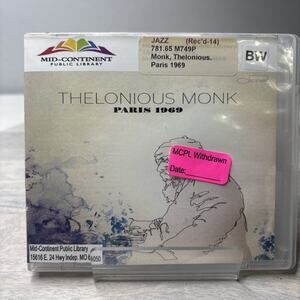 MID-CONTINENT
PUBLIC LIBRARY
JAZZ (Rec'd-14)
781.65 M749P
Monk, Thelonious.
Paris 1969
BW
THELONIOUS MONK
PARIS 1969
MCPL Withdrawn
Date:
Mid-Continent Public Library
15616 E. 24 Hwy Indep. MO 64050